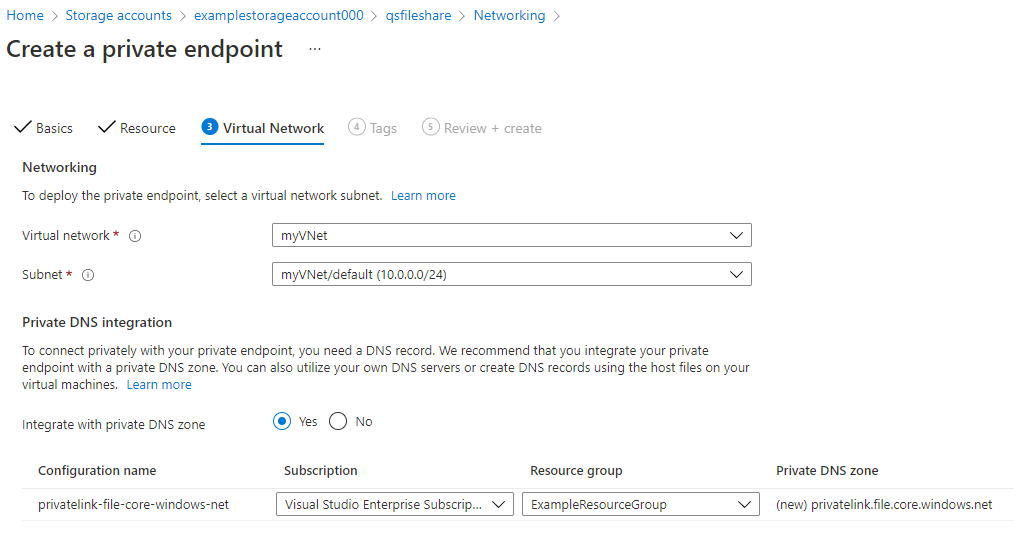 Home > Storage accounts > examplestorageaccount000 > qsfileshare > Networking >
Create a private endpoint ...
Basics Resource 3 Virtual Network 4 Tags 5 Review + create
Networking
To deploy the private endpoint, select a virtual network subnet. Learn more
Virtual network * myVNet
Subnet * myVNet/default (10.0.0.0/24)
Private DNS integration
To connect privately with your private endpoint, you need a DNS record. We recommend that you integrate your private
endpoint with a private DNS zone. You can also utilize your own DNS servers or create DNS records using the host files on your
virtual machines. Learn more
Integrate with private DNS zone Yes No
Configuration name Subscription Resource group Private DNS zone
privatelink-file-core-windows-net Visual Studio Enterprise Subscrip... ExampleResourceGroup (new) privatelink.file.core.windows.net